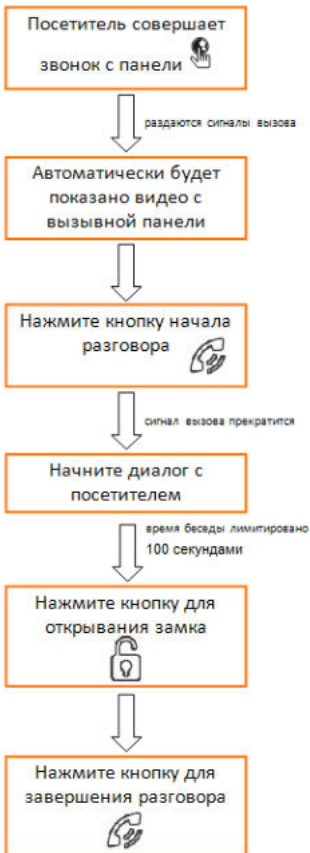 Посетитель совершает
звонок с панели
раздаются сигналы вызова
Автоматически будет
показано видео с
вызывной панели
Нажмите кнопку начала
разговора
сигнал вызова прекратится
Начните диалог с
посетителем
время беседы лимитировано
100 секундами
Нажмите кнопку для
открывания замка
Нажмите кнопку для
завершения разговора